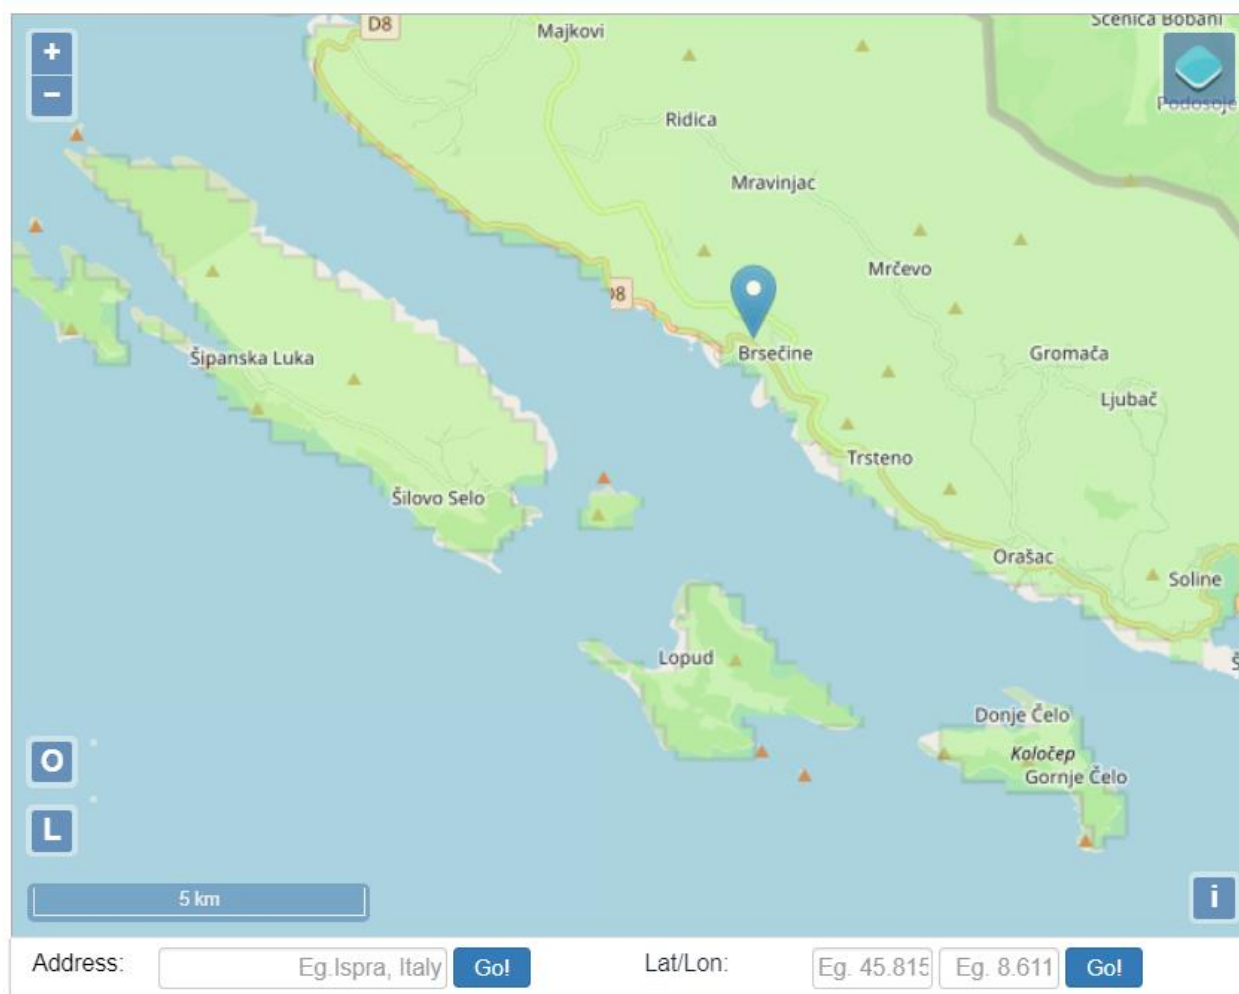 D8
Majkovi
Scenica Bobani
+
−
Podosoje
Ridica
Mravinjac
Mrčevo
Brsečine
Šipanska Luka
Gromača
Ljubač
Trsteno
Šilovo Selo
Orašac
Soline
Lopud
Donje Čelo
Koločep
Gornje Čelo
O
L
5 km
i
Address: Eg.Ispra, Italy Go! Lat/Lon: Eg. 45.815 Eg. 8.611 Go!